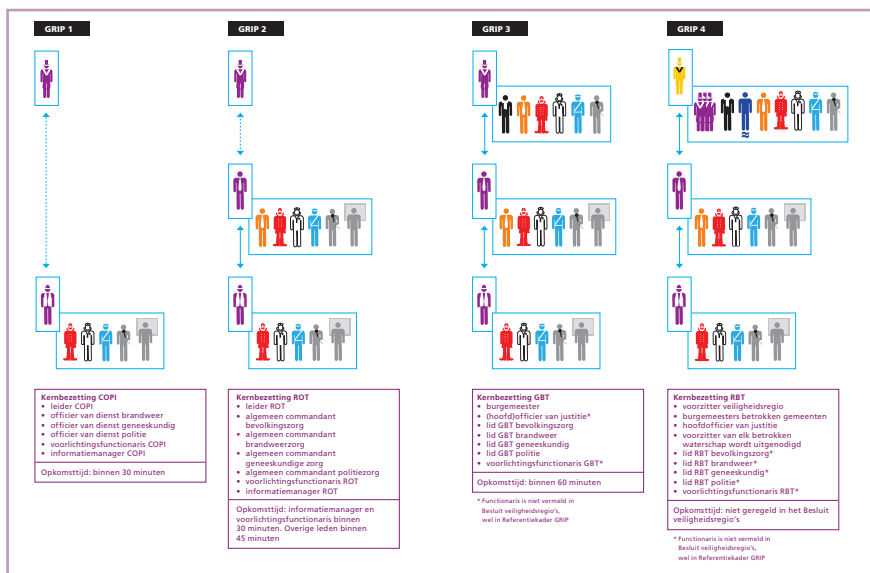 GRIP 1
GRIP 2
GRIP 3
GRIP 4
Kernbezetting COPI
• leider COPI
• officier van dienst brandweer
• officier van dienst geneeskundig
• officier van dienst politie
• voorlichtingsfunctionaris COPI
• informatiemanager COPI
Opkomsttijd: binnen 30 minuten
Kernbezetting ROT
• leider ROT
• algemeen commandant
bevolkingszorg
• algemeen commandant
brandweerzorg
• algemeen commandant
geneeskundige zorg
• algemeen commandant politiezorg
• voorlichtingsfunctionaris ROT
• informatiemanager ROT
Opkomsttijd: informatiemanager en
voorlichtingsfunctionaris binnen
30 minuten. Overige leden binnen
45 minuten
Kernbezetting GBT
• burgemeester
• (hoofd)officier van justitie*
• lid GBT bevolkingszorg
• lid GBT brandweer
• lid GBT geneeskundig
• lid GBT politie
• voorlichtingsfunctionaris GBT*
Opkomsttijd: binnen 60 minuten
* Functionaris is niet vermeld in
Besluit veiligheidsregio's,
wel in Referentiekader GRIP
Kernbezetting RBT
• voorzitter veiligheidsregio
• burgemeesters betrokken gemeenten
• hoofdofficier van justitie
• voorzitter van elk betrokken
waterschap wordt uitgenodigd
• lid RBT bevolkingszorg*
• lid RBT brandweer*
• lid RBT geneeskundig*
• lid RBT politie*
• voorlichtingsfunctionaris RBT*
Opkomsttijd: niet geregeld in het Besluit
veiligheidsregio's
* Functionaris is niet vermeld in
Besluit veiligheidsregio's,
wel in Referentiekader GRIP